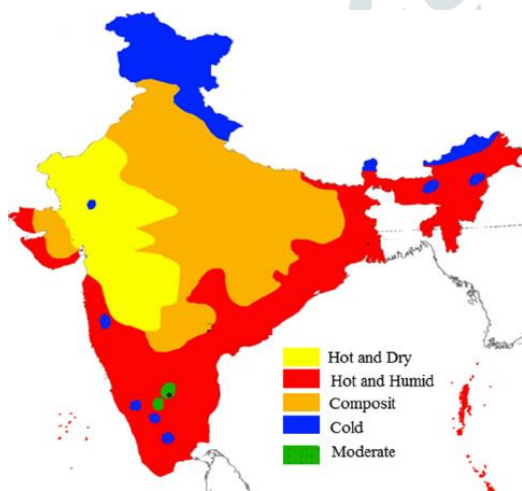 Hot and Dry
Hot and Humid
Composit
Cold
Moderate